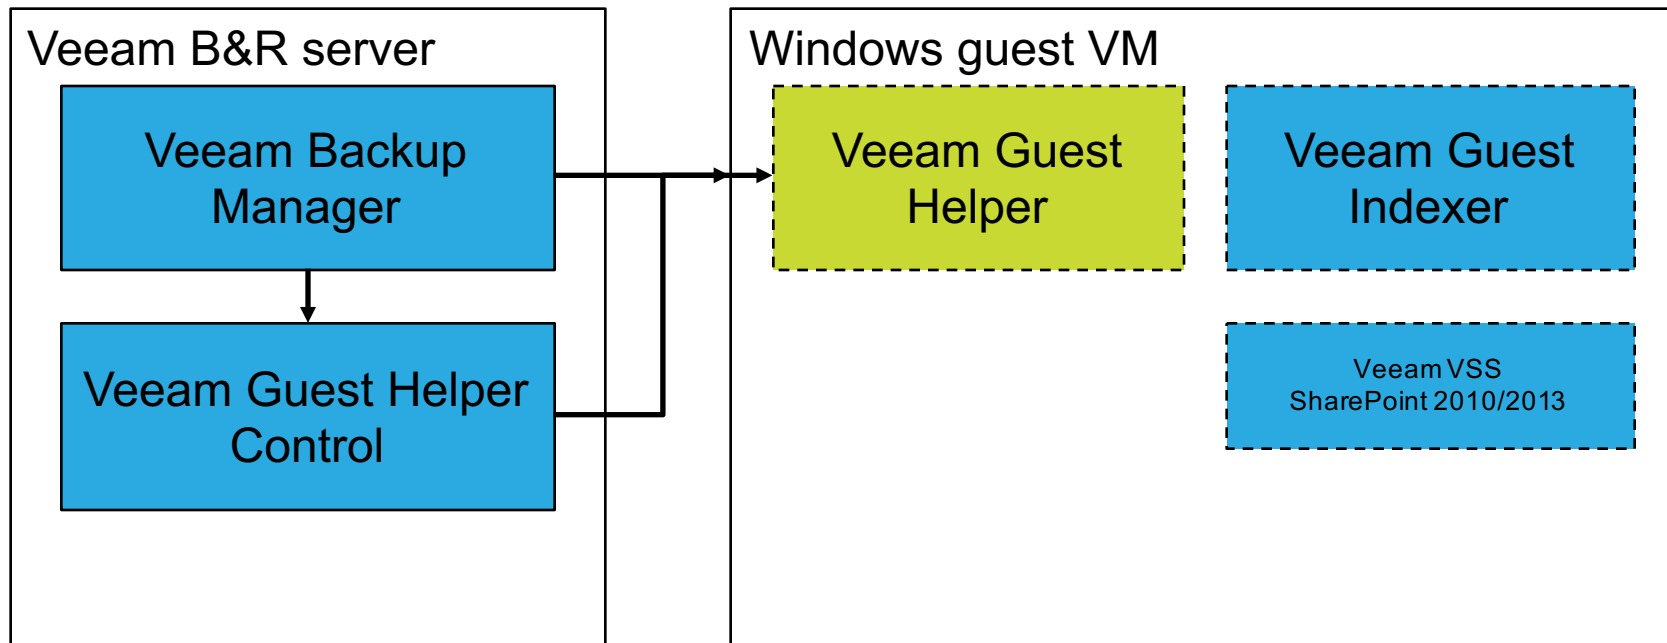 Veeam B&R server
Veeam Backup
Manager
Veeam Guest Helper
Control
Windows guest VM
Veeam Guest
Helper
Veeam Guest
Indexer
Veeam VSS
SharePoint 2010/2013